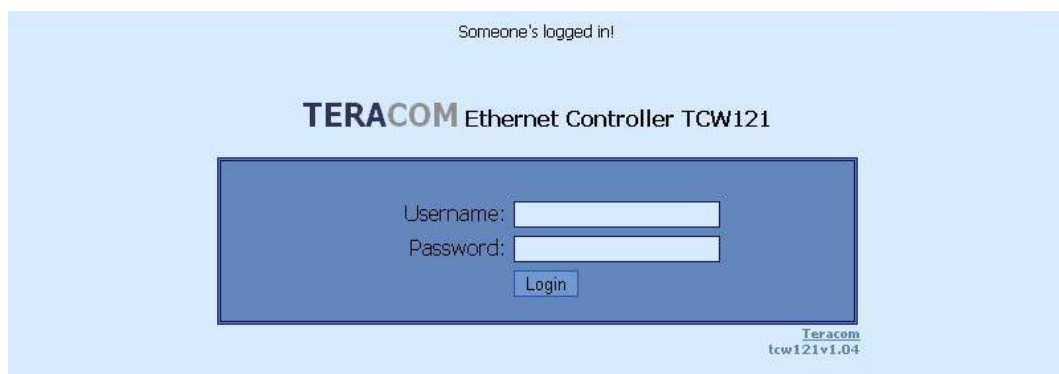 Someone's logged in!
TERACOM Ethernet Controller TCW121
Username:
Password:
Login
Teracom
tcw121v1.04